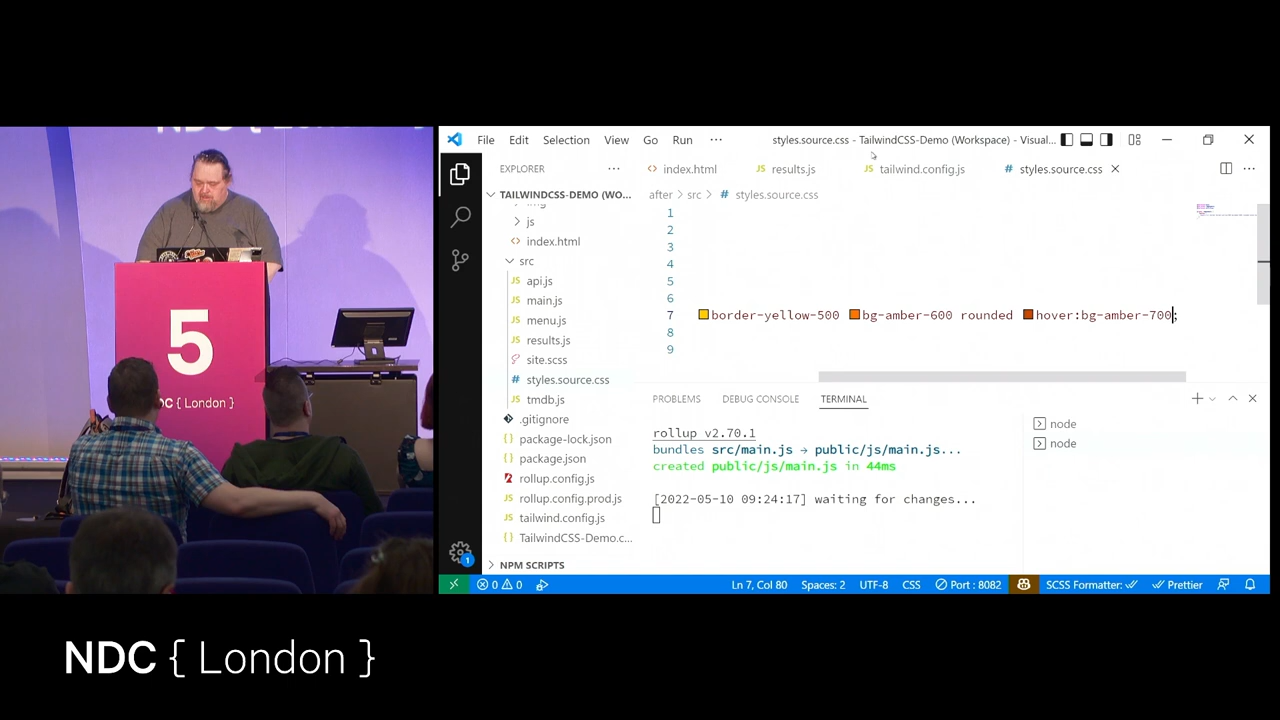 5
DC { London }
File Edit Selection View Go Run ···
styles.source.css - TailwindCSS-Demo (Workspace) - Visual...
EXPLORER ···
index.html
results.js
tailwind.config.js
styles.source.css
TAILWINDCSS-DEMO (WO...
after > src > # styles.source.css
js
index.html
src
api.js
main.js
menu.js
results.js
site.scss
styles.source.css
tmdb.js
.gitignore
package-lock.json
package.json
rollup.config.js
rollup.config.prod.js
tailwind.config.js
TailwindCSS-Demo.c...
NPM SCRIPTS
1
2
3
4
5
6
7 border-yellow-500 bg-amber-600 rounded hover:bg-amber-700;
8
9
PROBLEMS DEBUG CONSOLE TERMINAL
rollup v2.70.1
bundles src/main.js → public/js/main.js...
created public/js/main.js in 44ms
[2022-05-10 09:24:17] waiting for changes...
node
node
1
0 0
Ln 7, Col 80 Spaces: 2 UTF-8 CSS Port : 8082 SCSS Formatter: Prettier
NDC { London }